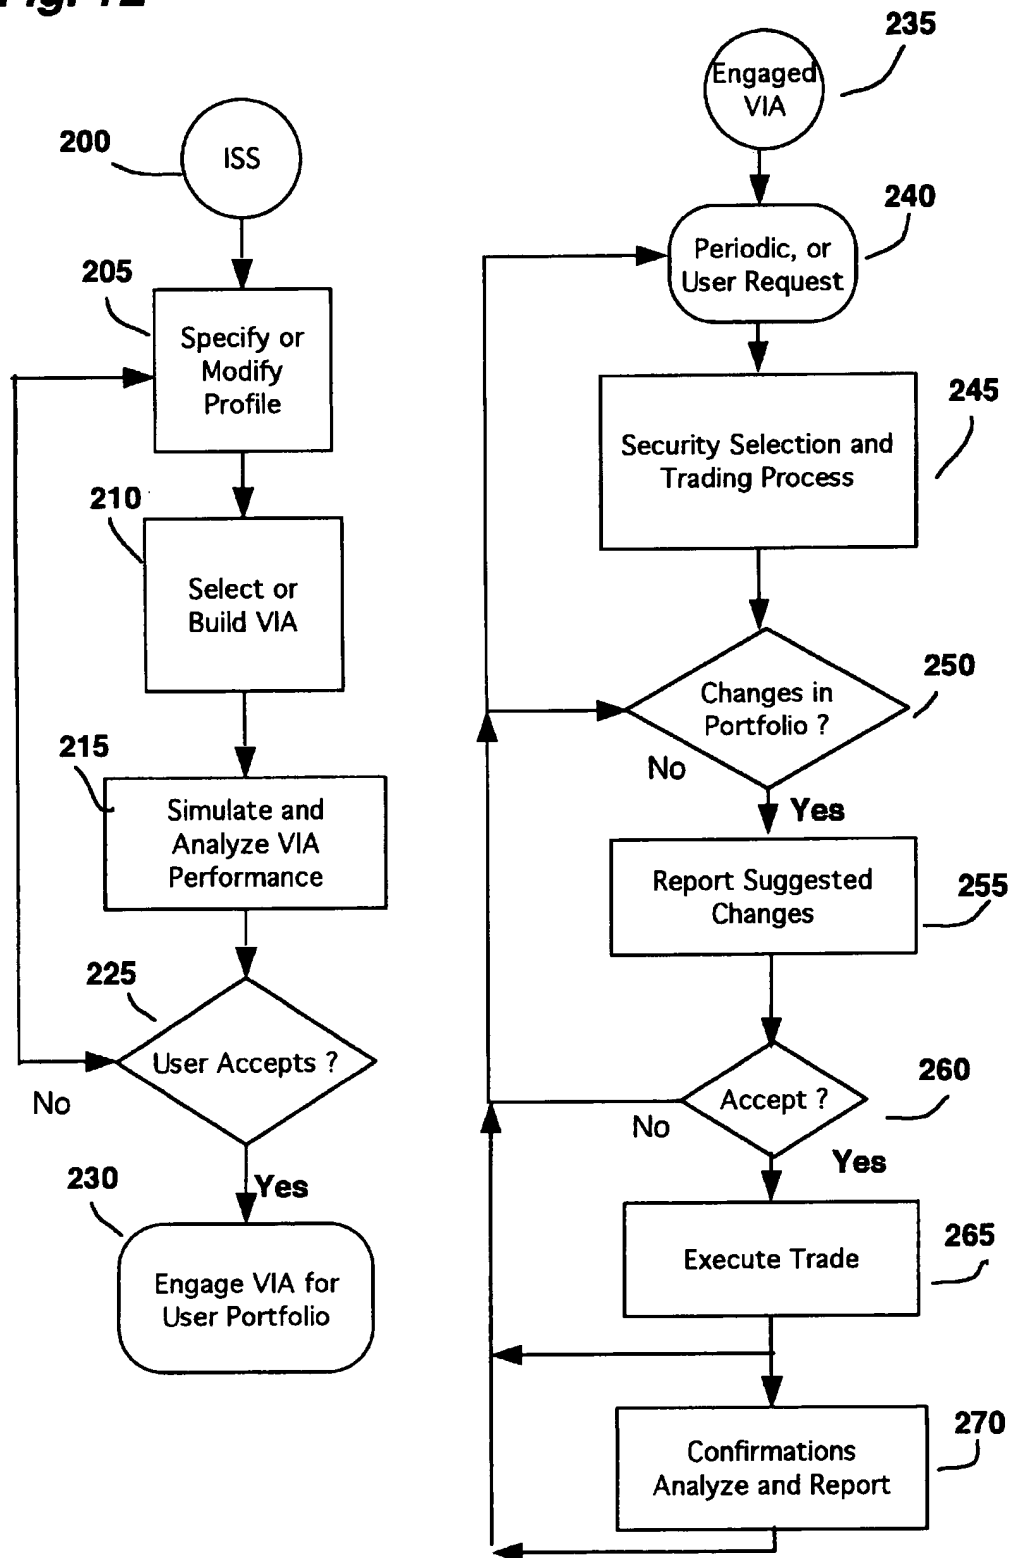 200
ISS
205
Specify or
Modify
Profile
210
Select or
Build VIA
215
Simulate and
Analyze VIA
Performance
225
User Accepts ?
No
Yes
230
Engage VIA for
User Portfolio
235
Engaged
VIA
240
Periodic, or
User Request
245
Security Selection and
Trading Process
250
Changes in
Portfolio ?
No
Yes
255
Report Suggested
Changes
260
Accept ?
No
Yes
265
Execute Trade
270
Confirmations
Analyze and Report